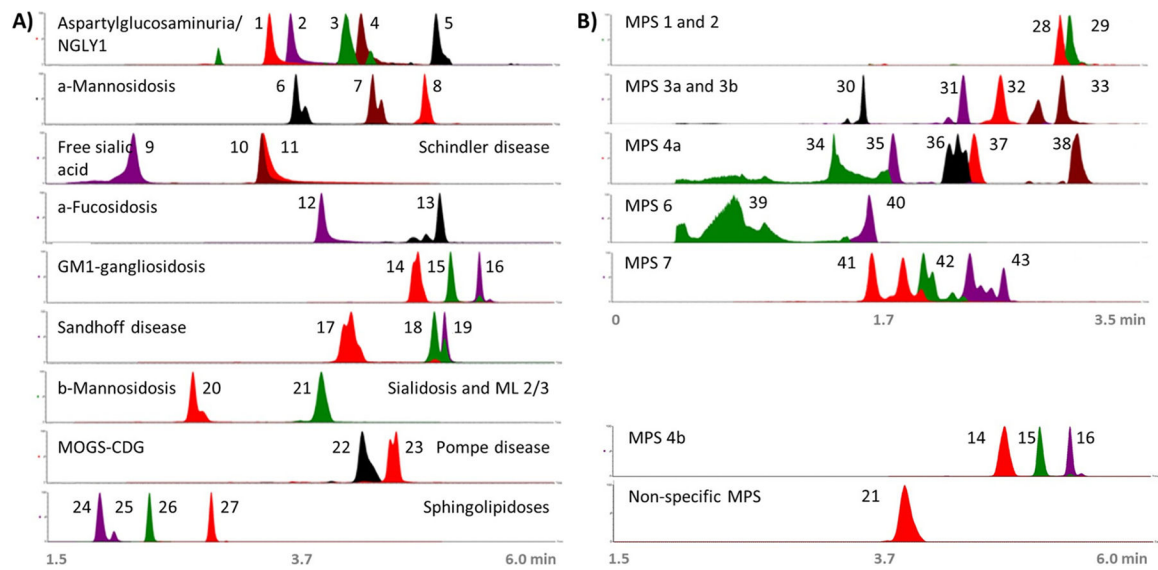 A)
Aspartylglucosaminuria/
NGLY1
1 2 3 4 5
a-Mannosidosis
6 7 8
Free sialic
acid
9 10 11
Schindler disease
a-Fucosidosis
12 13
GM1-gangliosidosis
14 15 16
Sandhoff disease
17 18 19
b-Mannosidosis 20 21 Sialidosis and ML 2/3
MOGS-CDG 22 23 Pompe disease
24 25 26 27 Sphingolipidoses
1.5 3.7 6.0 min
B)
MPS 1 and 2
28 29
MPS 3a and 3b
30 31 32 33
MPS 4a
34 35 36 37 38
MPS 6
39 40
MPS 7
41 42 43
0 1.7 3.5 min
MPS 4b
14 15 16
Non-specific MPS
21
1.5 3.7 6.0 min